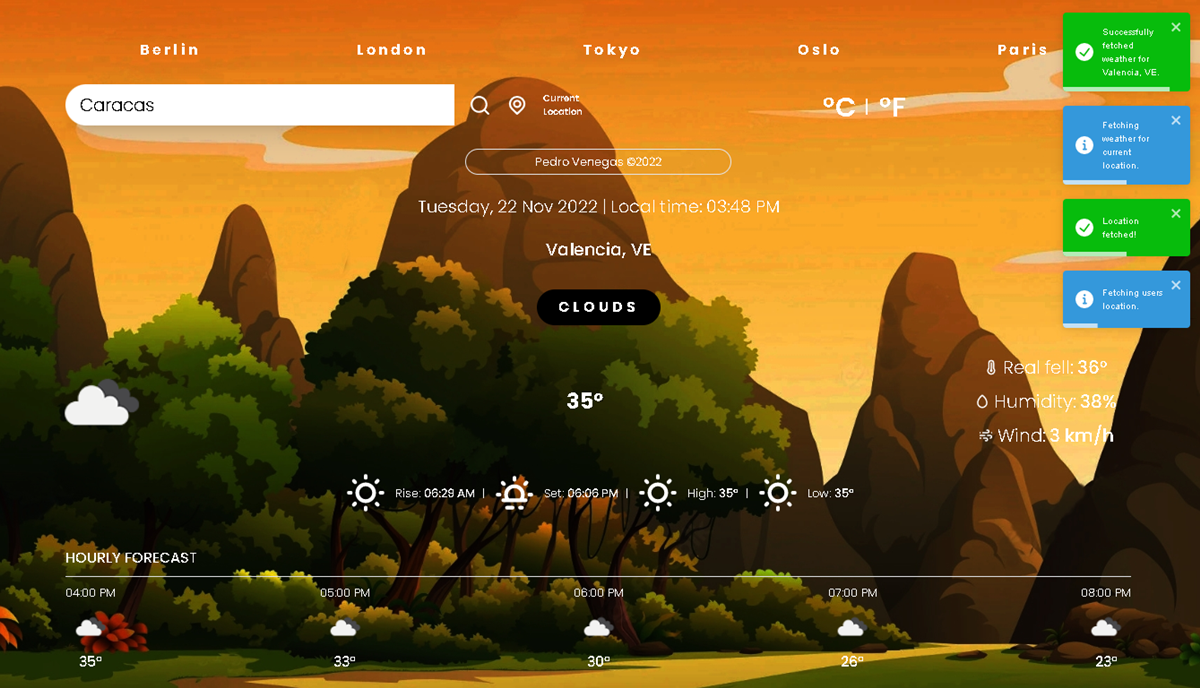 Berlin London Tokyo Oslo Paris
Caracas
Current
Location
°C | °F
Pedro Venegas ©2022
Tuesday, 22 Nov 2022 | Local time: 03:48 PM
Valencia, VE
CLOUDS
35°
Real fell: 36°
Humidity: 38%
Wind: 3 km/h
Rise: 06:29 AM | Set: 06:06 PM | High: 35° | Low: 35°
HOURLY FORECAST
04:00 PM 05:00 PM 06:00 PM 07:00 PM 08:00 PM
35° 33° 30° 26° 23°
Successfully
fetched
weather for
Valencia, VE.
Fetching
weather for
current
location.
Location
fetched!
Fetching users
location.